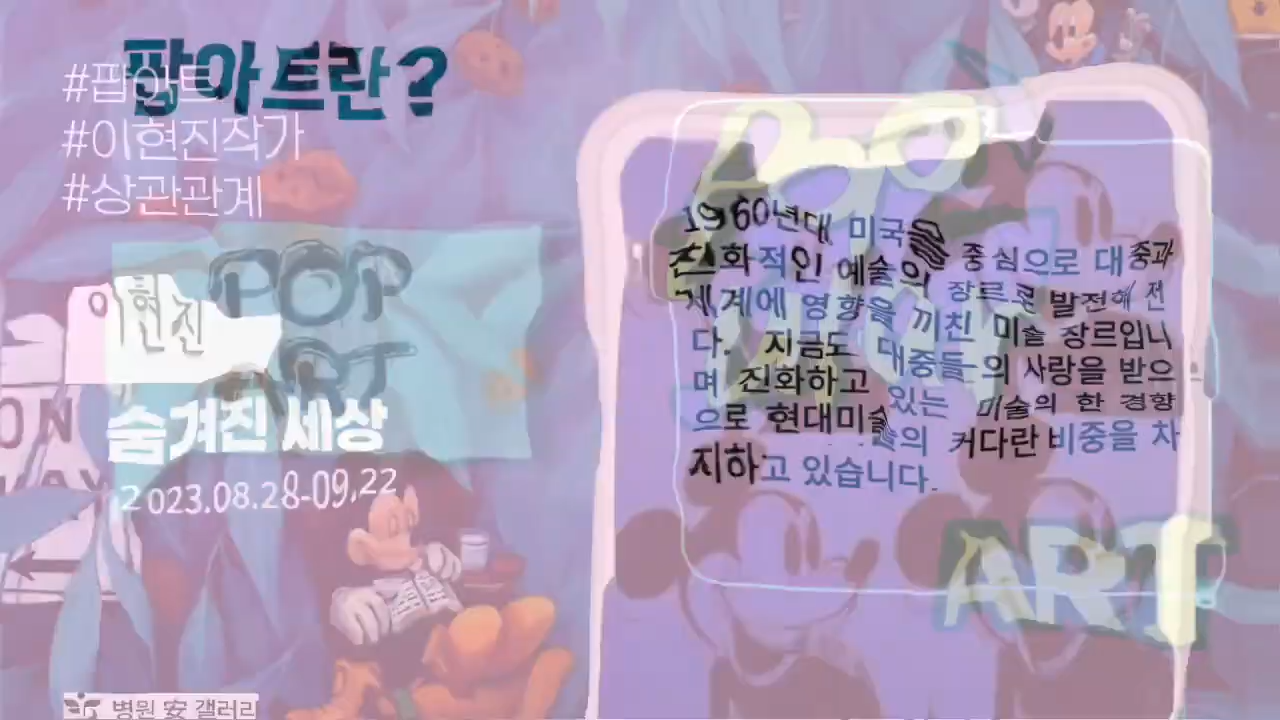 팝아트란?
#팝아트
#이현진작가
#상관관계
이현진
POP
ART
숨겨진 세상
2023.08.28-09.22
1960년대 미국을 중심으로 대중과
친화적인 예술의 장르로 발전해 전
세계에 영향을 끼친 미술 장르입니
다. 지금도 대중들의 사랑을 받으
며 진화하고 있는 미술의 한 경향
으로 현대미술의 커다란 비중을 차
지하고 있습니다.
ART
ON
병원 安 갤러리